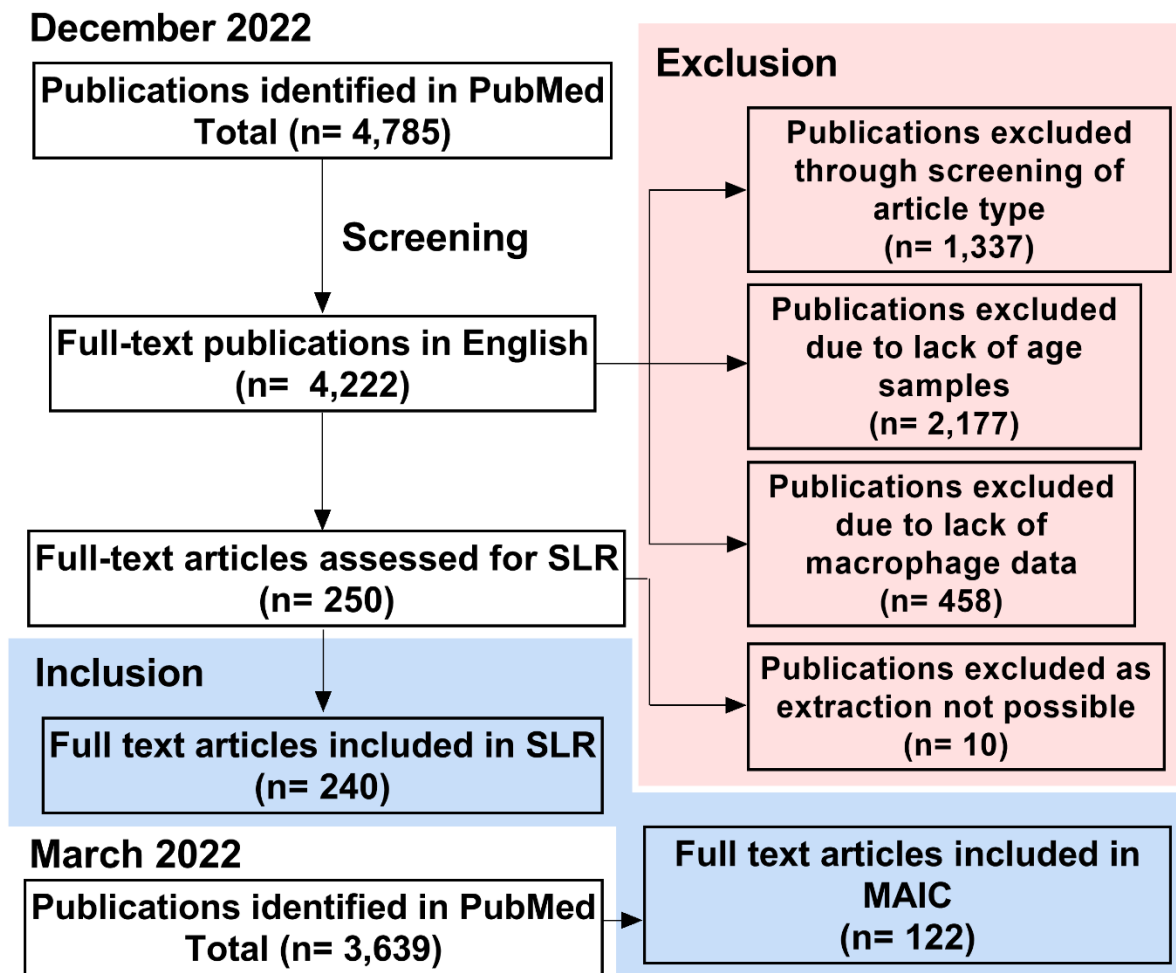 December 2022
Publications identified in PubMed
Total (n= 4,785)
Screening
Full-text publications in English
(n= 4,222)
Full-text articles assessed for SLR
(n= 250)
Inclusion
Full text articles included in SLR
(n= 240)
March 2022
Publications identified in PubMed
Total (n= 3,639)
Exclusion
Publications excluded
through screening of
article type
(n= 1,337)
Publications excluded
due to lack of age
samples
(n= 2,177)
Publications excluded
due to lack of
macrophage data
(n= 458)
Publications excluded as
extraction not possible
(n= 10)
Full text articles included in
MAIC
(n= 122)